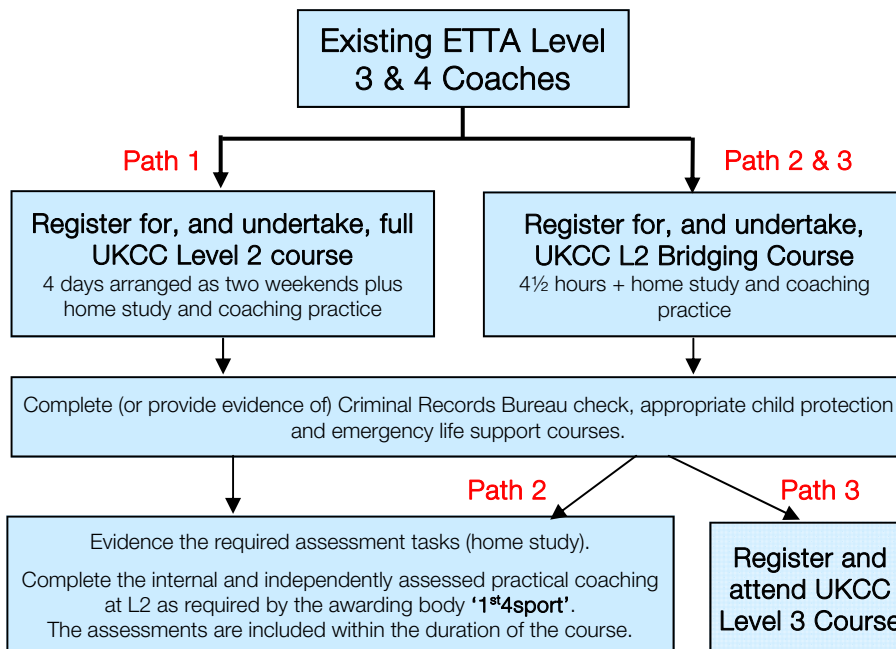 Existing ETTA Level
3 & 4 Coaches
Path 1
Path 2 & 3
Register for, and undertake, full
UKCC Level 2 course
4 days arranged as two weekends plus
home study and coaching practice
Register for, and undertake,
UKCC L2 Bridging Course
4½ hours + home study and coaching
practice
Complete (or provide evidence of) Criminal Records Bureau check, appropriate child protection
and emergency life support courses.
Path 2
Path 3
Evidence the required assessment tasks (home study).
Complete the internal and independently assessed practical coaching
at L2 as required by the awarding body '1st4sport'.
The assessments are included within the duration of the course.
Register and
attend UKCC
Level 3 Course